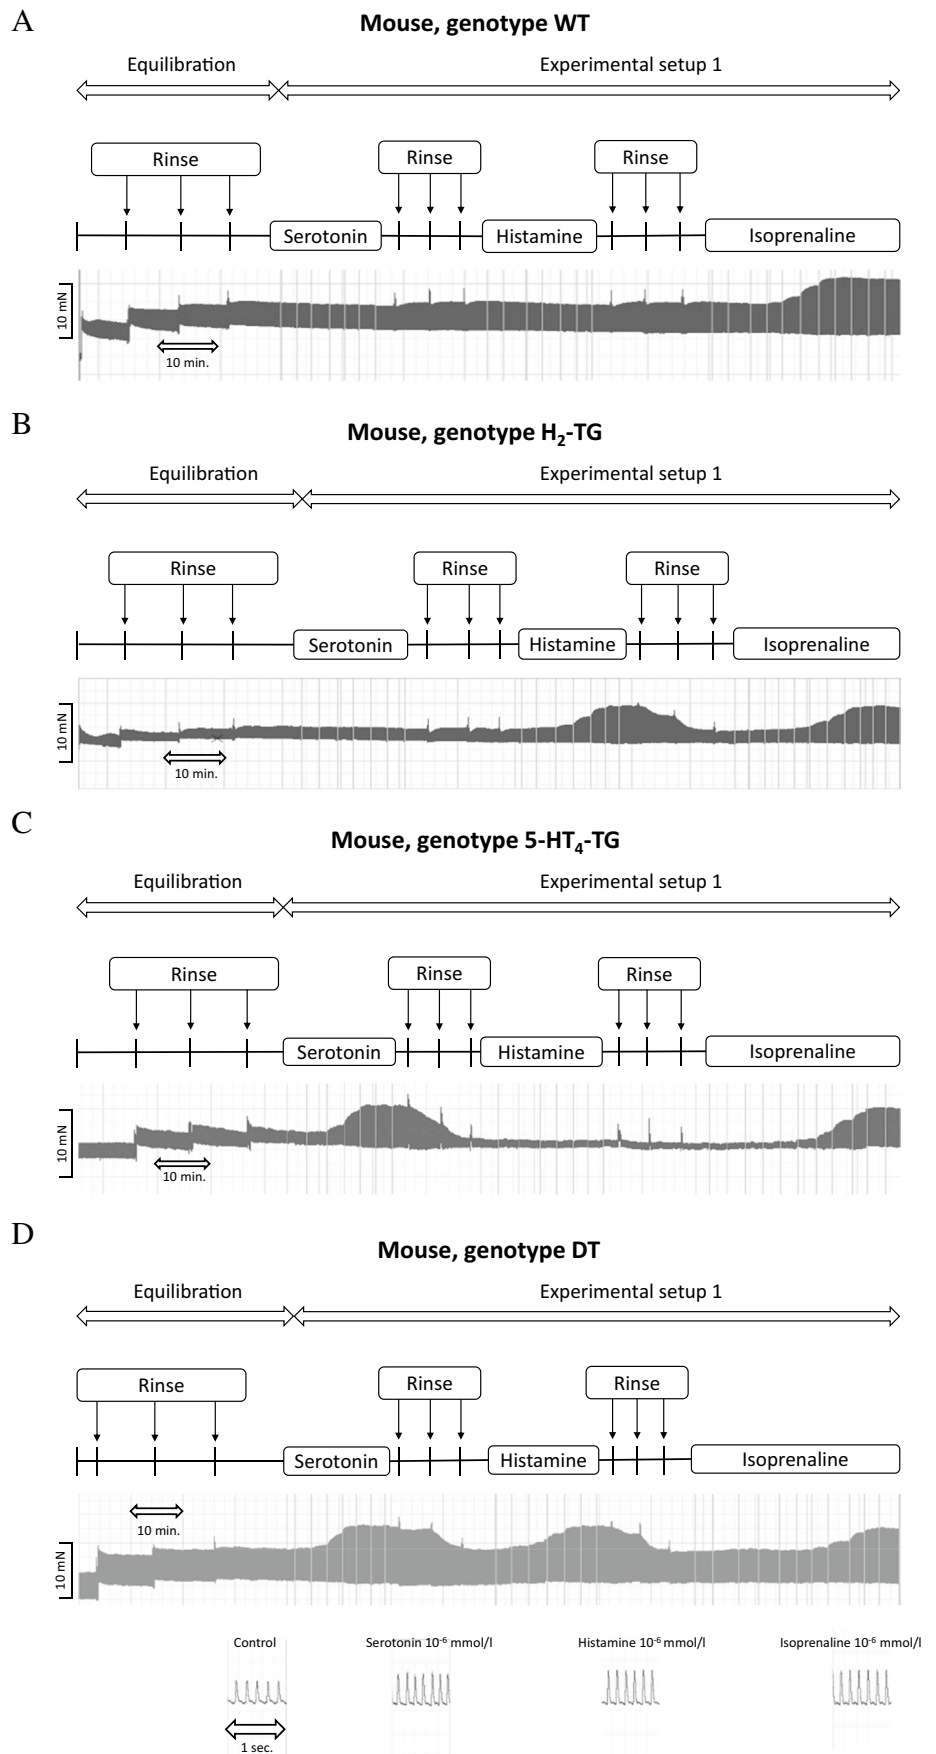 A
Mouse, genotype WT
Equilibration Experimental setup 1
Rinse Rinse Rinse
Serotonin Histamine Isoprenaline
10 mN
10 min.
B
Mouse, genotype H₂-TG
Equilibration Experimental setup 1
Rinse Rinse Rinse
Serotonin Histamine Isoprenaline
10 mN
10 min.
C
Mouse, genotype 5-HT₄-TG
Equilibration Experimental setup 1
Rinse Rinse Rinse
Serotonin Histamine Isoprenaline
10 mN
10 min.
D
Mouse, genotype DT
Equilibration Experimental setup 1
Rinse Rinse Rinse
Serotonin Histamine Isoprenaline
10 min.
10 mN
Control Serotonin 10⁻⁶ mmol/l Histamine 10⁻⁶ mmol/l Isoprenaline 10⁻⁶ mmol/l
1 sec.